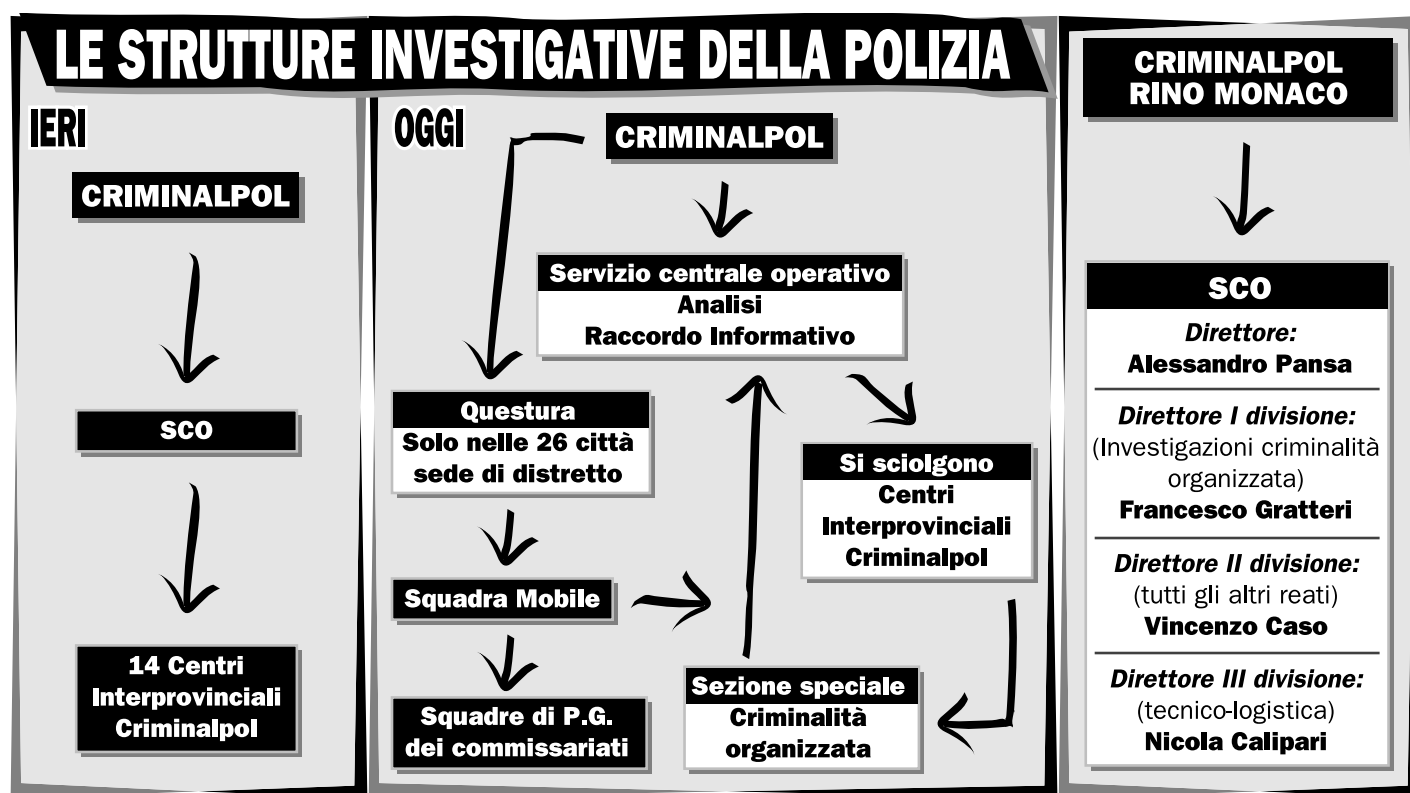 LE STRUTTURE INVESTIGATIVE DELLA POLIZIA
IERI
CRIMINALPOL
SCO
14 Centri
Interprovinciali
Criminalpol
OGGI
CRIMINALPOL
Servizio centrale operativo
Analisi
Raccordo Informativo
Questura
Solo nelle 26 città
sede di distretto
Si sciolgono
Centri
Interprovinciali
Criminalpol
Squadra Mobile
Squadre di P.G.
dei commissariati
Sezione speciale
Criminalità
organizzata
CRIMINALPOL
RINO MONACO
SCO
Direttore:
Alessandro Pansa
Direttore I divisione:
(Investigazioni criminalità
organizzata)
Francesco Gratteri
Direttore II divisione:
(tutti gli altri reati)
Vincenzo Caso
Direttore III divisione:
(tecnico-logistica)
Nicola Calipari